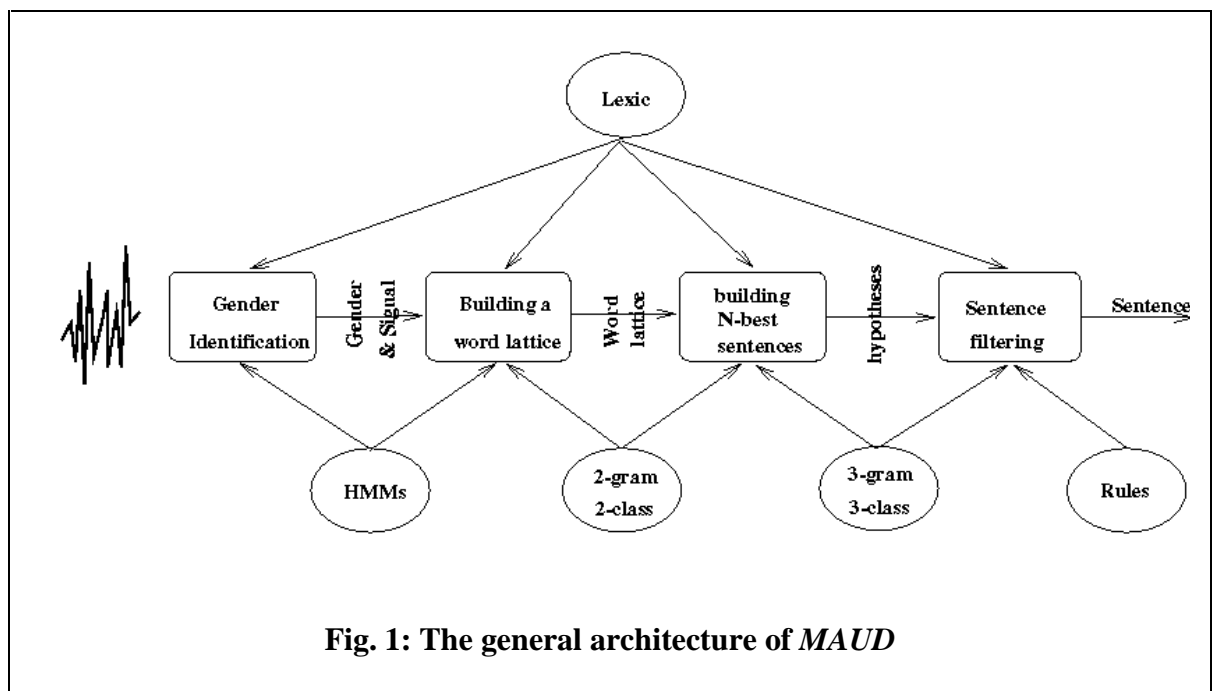 Lexic
Gender
Identification
Gender
& Signal
Building a
word lattice
Word
lattice
building
N-best
sentences
hypotheses
Sentence
filtering
Sentence
HMMs
2-gram
2-class
3-gram
3-class
Rules
Fig. 1: The general architecture of MAUD